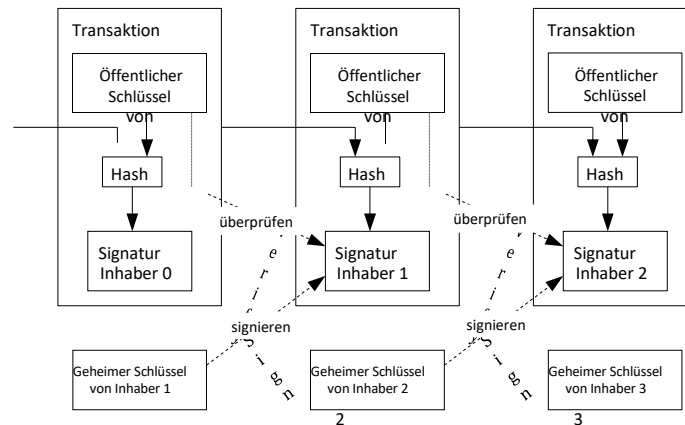 Transaktion
Öffentlicher
Schlüssel
von
Hash
Signatur
Inhaber 0
Transaktion
Öffentlicher
Schlüssel
von
Hash
überprüfen
Signatur
Inhaber 1
Transaktion
Öffentlicher
Schlüssel
von
Hash
überprüfen
Signatur
Inhaber 2
signieren
Sign
signieren
Sign
Geheimer Schlüssel
von Inhaber 1
Geheimer Schlüssel
von Inhaber 2
2
Geheimer Schlüssel
von Inhaber 3
3